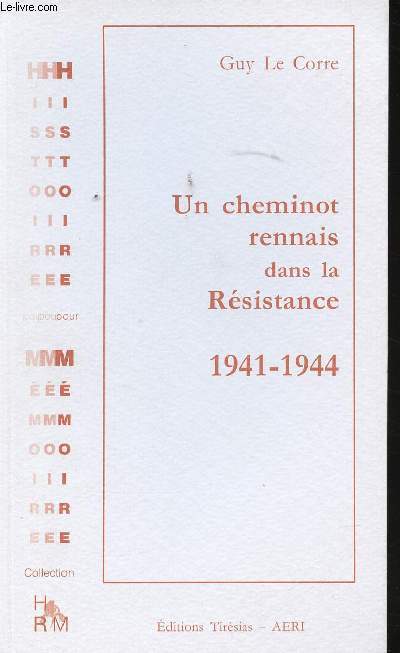 Le-livre.com
Guy Le Corre
Un cheminot
rennais
dans la
Résistance
1941-1944
Éditions Tirésias – AERI
HHH
III
SSS
TTT
OOO
III
RRR
EEE
MMM
ÉÉÉ
MMM
OOO
III
RRR
EEE
Collection
H
RM